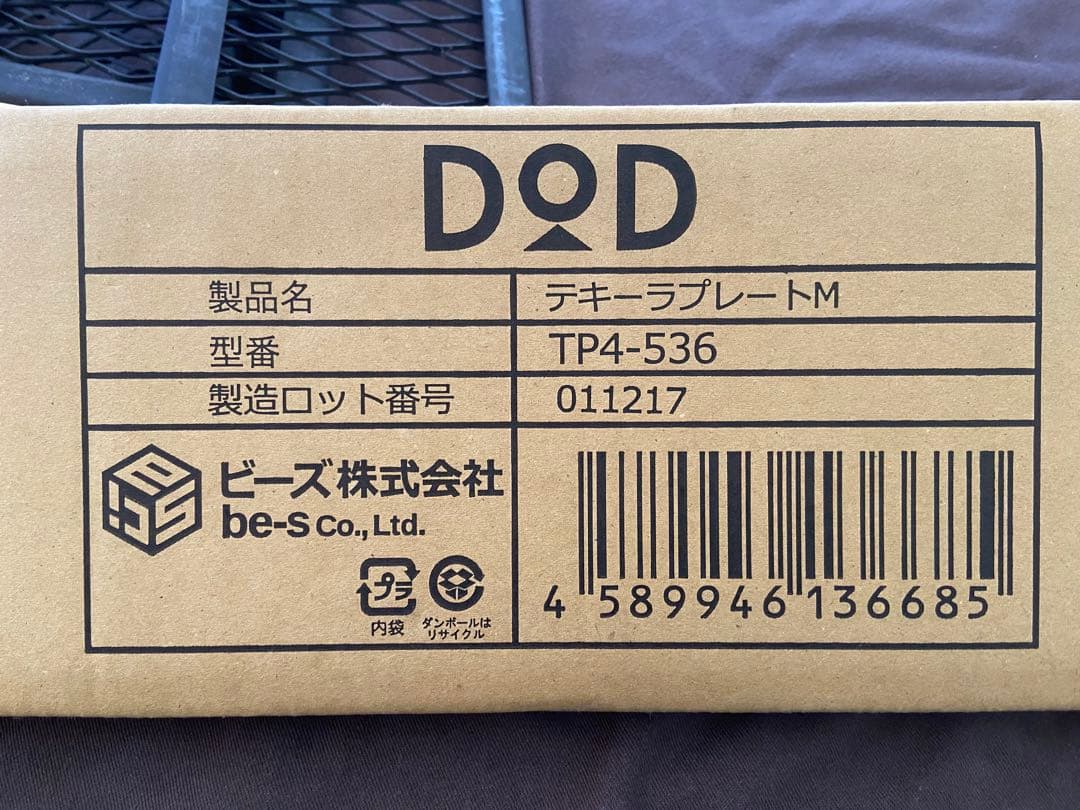 DOD
製品名 テキーラプレートM
型番 TP4-536
製造ロット番号 011217
ビーズ株式会社
be-s Co., Ltd.
プラ
内袋
ダンボールは
リサイクル
4 589946 136685